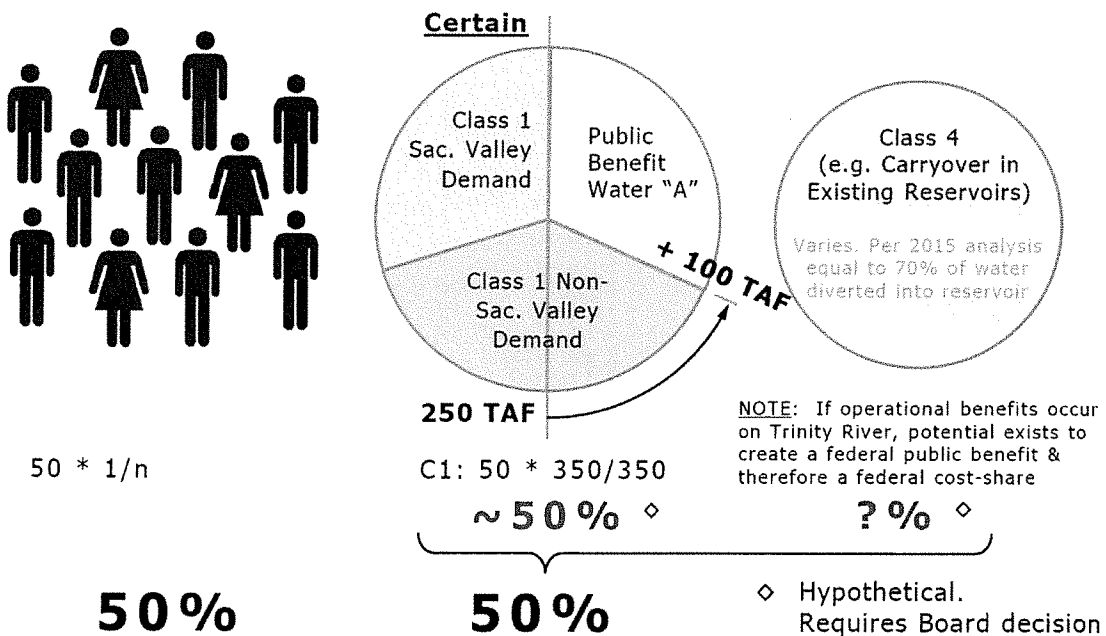 Certain
Class 1
Sac. Valley
Demand
Public
Benefit
Water "A"
Class 1 Non-
Sac. Valley
Demand
+ 100 TAF
250 TAF
Class 4
(e.g. Carryover in
Existing Reservoirs)
Varies. Per 2015 analysis
equal to 70% of water
diverted into reservoir
NOTE: If operational benefits occur
on Trinity River, potential exists to
create a federal public benefit &
therefore a federal cost-share
50 * 1/n
C1: 50 * 350/350
~50% ◇
?% ◇
50%
50%
◇ Hypothetical.
Requires Board decision